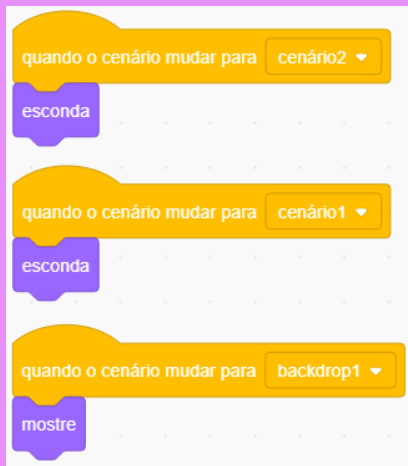 quando o cenário mudar para cenário2
esconda
quando o cenário mudar para cenário1
esconda
quando o cenário mudar para backdrop1
mostre